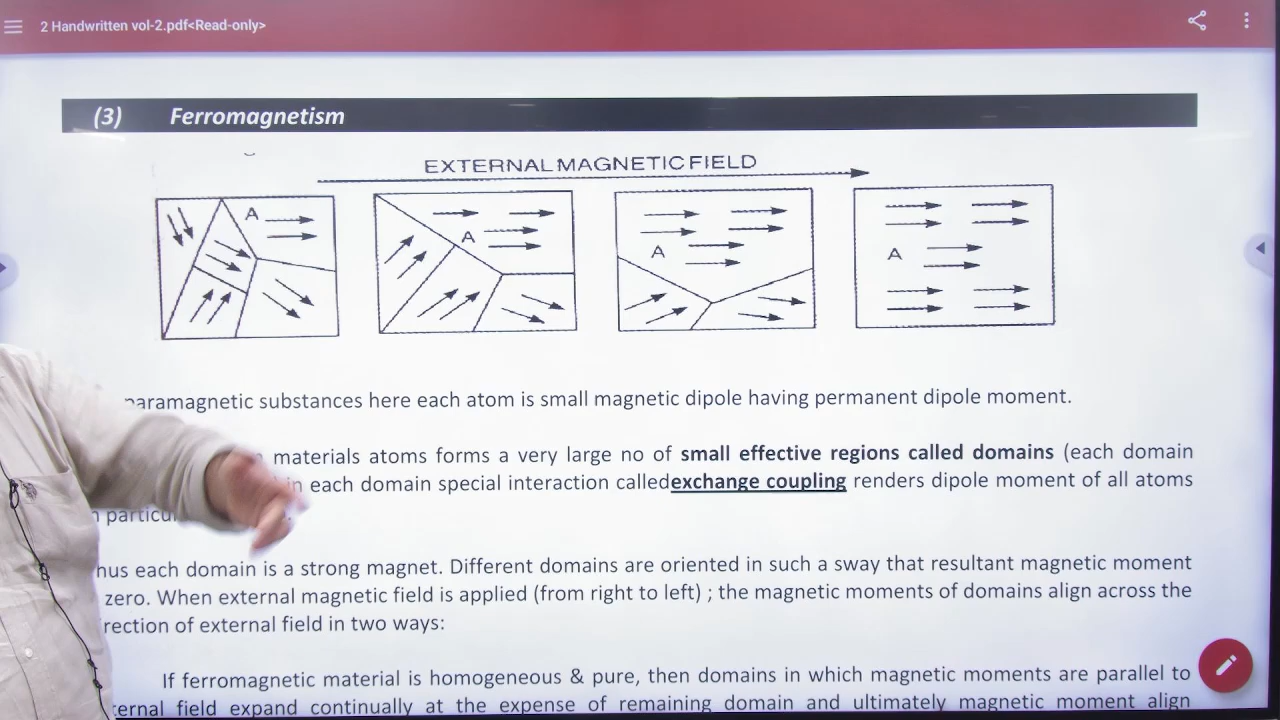 2 Handwritten vol-2.pdf<Read-only>
(3) Ferromagnetism
EXTERNAL MAGNETIC FIELD
A
A
A
A
paramagnetic substances here each atom is small magnetic dipole having permanent dipole moment.
materials atoms forms a very large no of small effective regions called domains (each domain
in each domain special interaction calledexchange coupling renders dipole moment of all atoms
particu
hus each domain is a strong magnet. Different domains are oriented in such a sway that resultant magnetic moment
zero. When external magnetic field is applied (from right to left) ; the magnetic moments of domains align across the
rection of external field in two ways:
If ferromagnetic material is homogeneous & pure, then domains in which magnetic moments are parallel to
ternal field expand continually at the expense of remaining domain and ultimately magnetic moment align